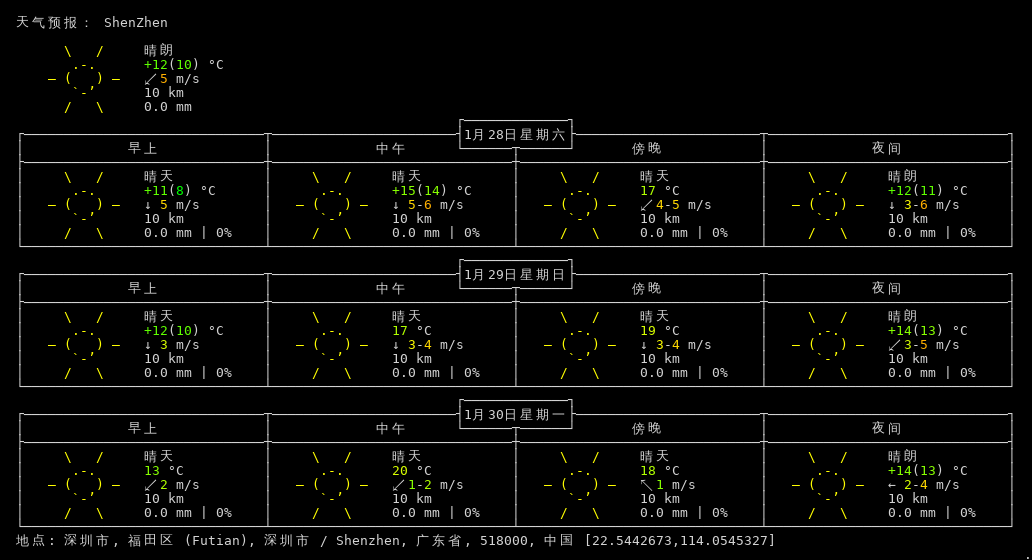 天气预报： ShenZhen
晴朗
+12(10) °C
↙ 5 m/s
10 km
0.0 mm
1月28日星期六
早上 中午 傍晚 夜间
晴天 晴天 晴天 晴朗
+11(8) °C +15(14) °C 17 °C +12(11) °C
↓ 5 m/s ↓ 5-6 m/s ↙ 4-5 m/s ↓ 3-6 m/s
10 km 10 km 10 km 10 km
0.0 mm | 0% 0.0 mm | 0% 0.0 mm | 0% 0.0 mm | 0%
1月29日星期日
早上 中午 傍晚 夜间
晴天 晴天 晴天 晴朗
+12(10) °C 17 °C 19 °C +14(13) °C
↓ 3 m/s ↓ 3-4 m/s ↓ 3-4 m/s ↙ 3-5 m/s
10 km 10 km 10 km 10 km
0.0 mm | 0% 0.0 mm | 0% 0.0 mm | 0% 0.0 mm | 0%
1月30日星期一
早上 中午 傍晚 夜间
晴天 晴天 晴天 晴朗
13 °C 20 °C 18 °C +14(13) °C
↙ 2 m/s ↙ 1-2 m/s ↖ 1 m/s ← 2-4 m/s
10 km 10 km 10 km 10 km
0.0 mm | 0% 0.0 mm | 0% 0.0 mm | 0% 0.0 mm | 0%
地点: 深圳市, 福田区 (Futian), 深圳市 / Shenzhen, 广东省, 518000, 中国 [22.5442673,114.0545327]